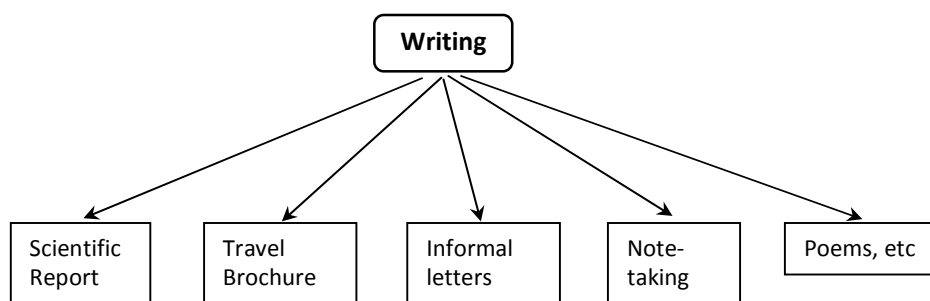 Writing
Scientific
Report
Travel
Brochure
Informal
letters
Note-
taking
Poems, etc